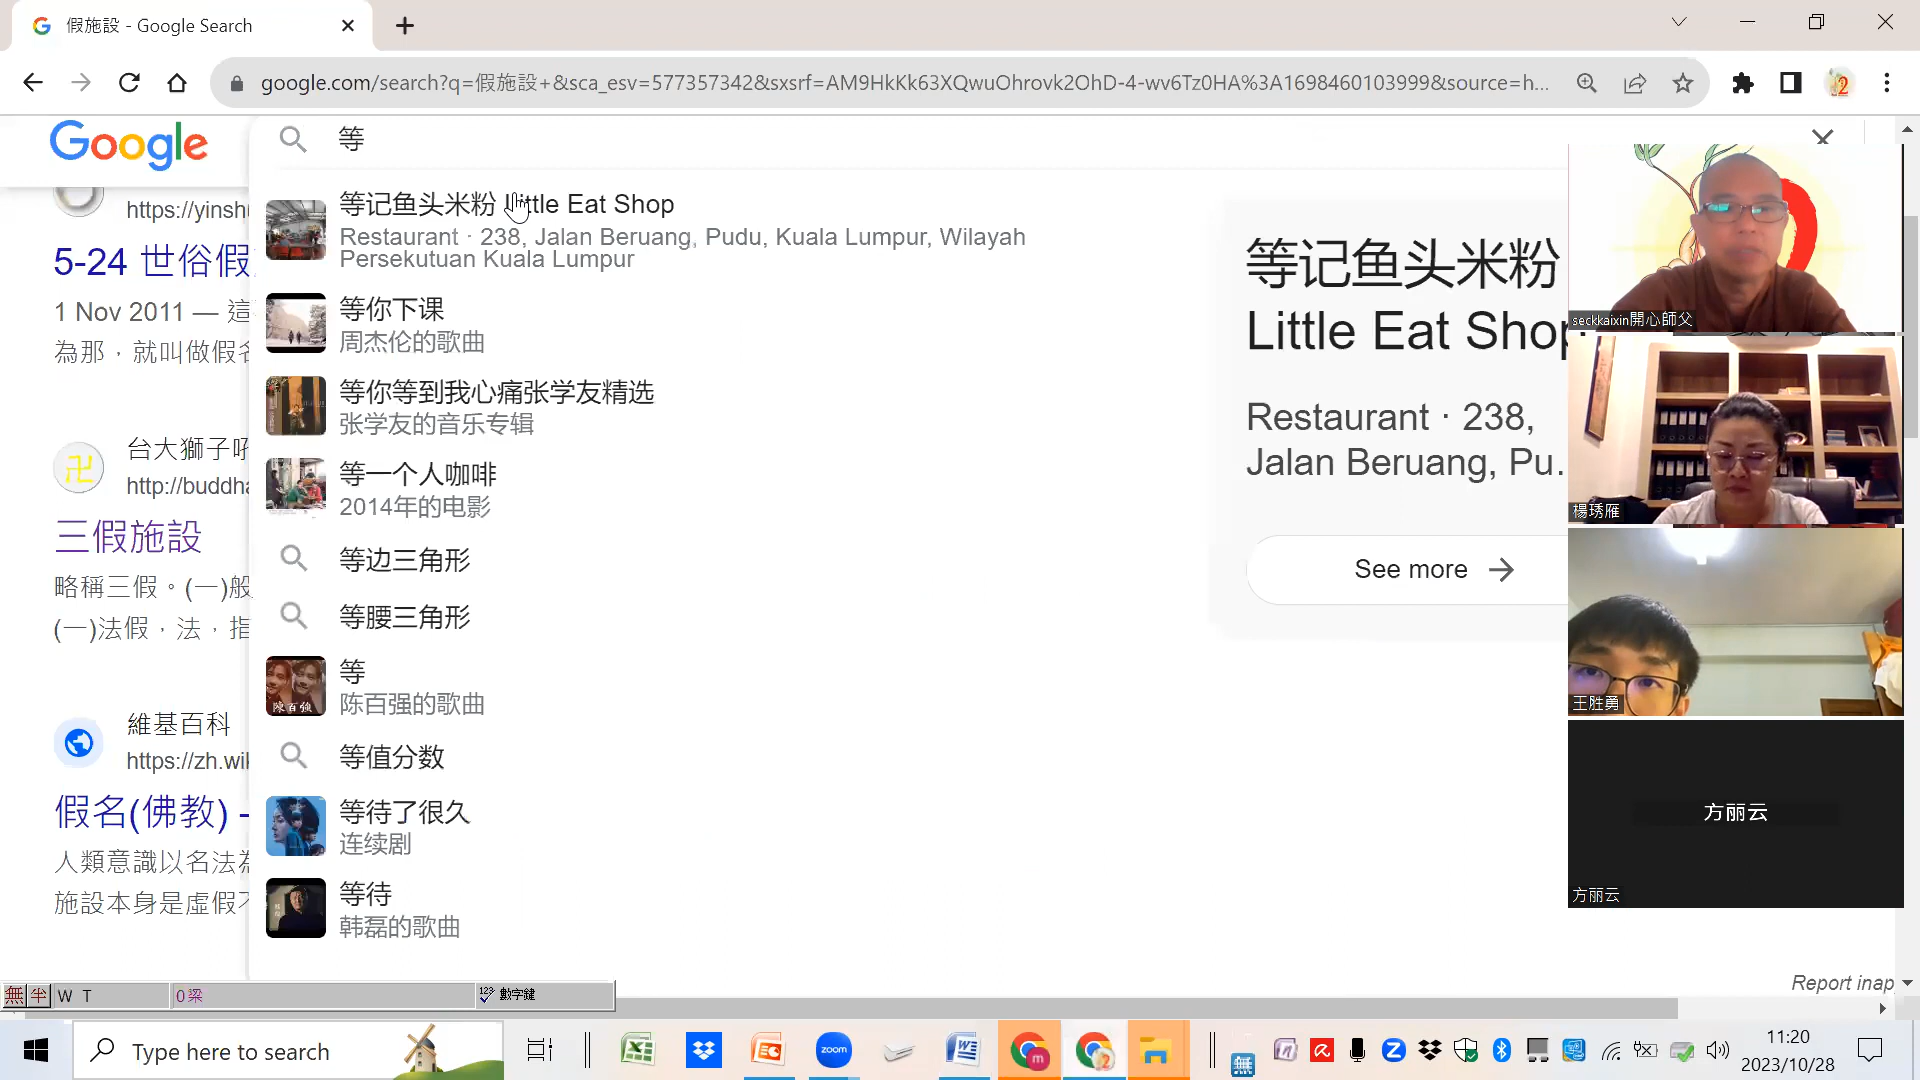 假施設 - Google Search
google.com/search?q=假施設+&sca_esv=577357342&sxsrf=AM9HkKk63XQwuOhrovk2OhD-4-wv6Tz0HA%3A1698460103999&source=h...
Google
等
https://yinsh
5-24 世俗假
1 Nov 2011 — 這
為那，就叫做假名
台大獅子吼
http://buddha
三假施設
略稱三假。(一)般
(一)法假，法，指
維基百科
https://zh.wik
假名(佛教) -
人類意識以名法為
施設本身是虛假不
等记鱼头米粉 Little Eat Shop
Restaurant · 238, Jalan Beruang, Pudu, Kuala Lumpur, Wilayah
Persekutuan Kuala Lumpur
等你下课
周杰伦的歌曲
等你等到我心痛张学友精选
张学友的音乐专辑
等一个人咖啡
2014年的电影
等边三角形
等腰三角形
等
陈百强的歌曲
陳百強
等值分数
等待了很久
连续剧
等待
韩磊的歌曲
等记鱼头米粉
Little Eat Shop
Restaurant · 238,
Jalan Beruang, Pu...
See more
seckkaixin開心師父
楊琇雁
王胜勇
方丽云
方丽云
Report inap
無 半 W T 0梁 123 數字鍵
Type here to search
zoom
11:20
2023/10/28